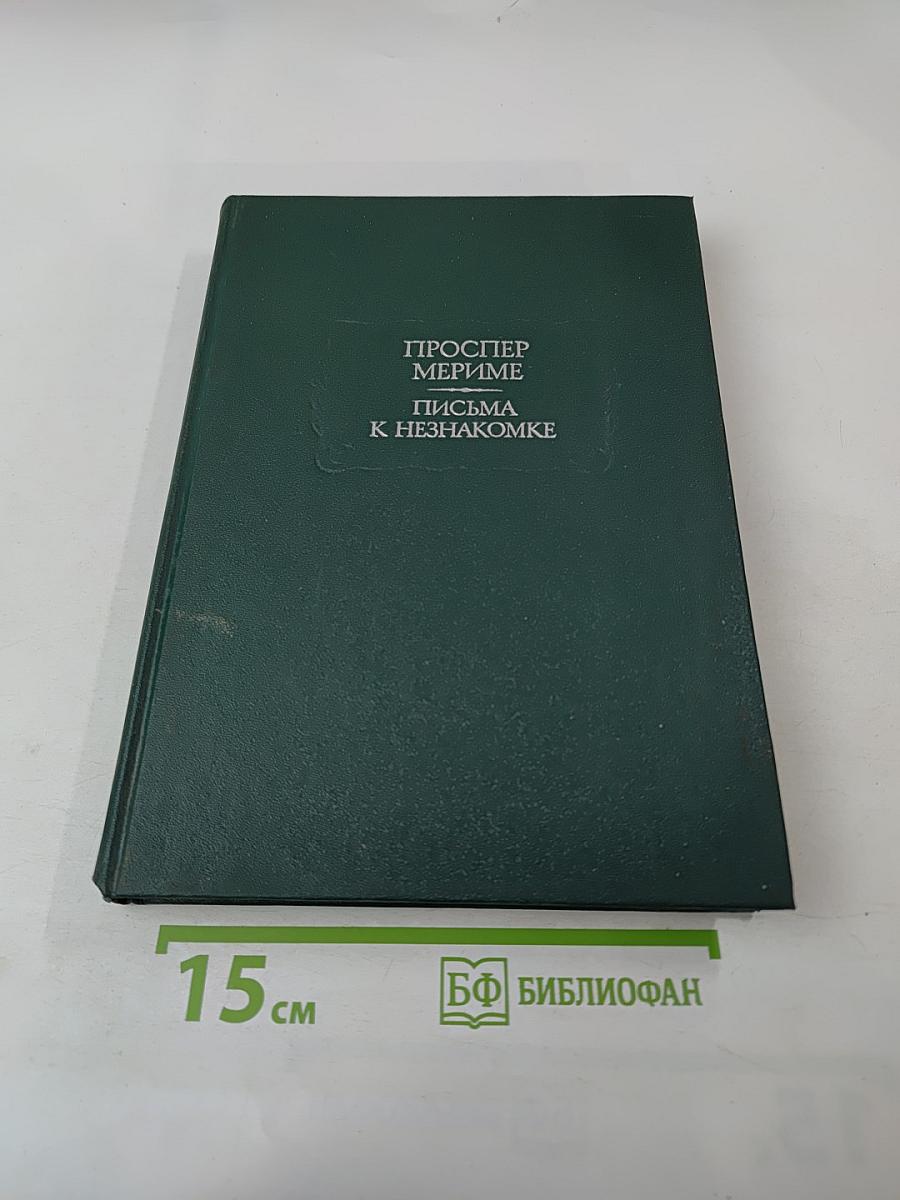 ПРОСПЕР
МЕРИМЕ
ПИСЬМА
К НЕЗНАКОМКЕ
15 см
БФ БИБЛИОФАН